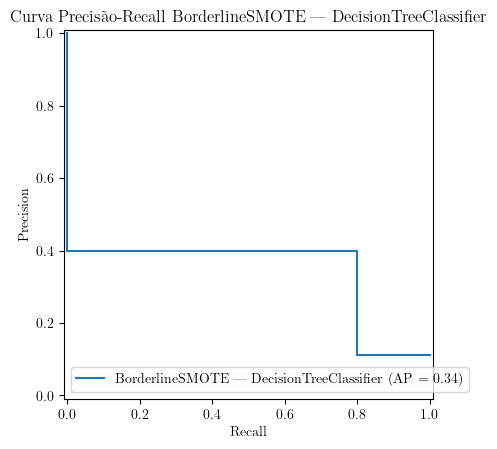 Curva Precisão-Recall BorderlineSMOTE — DecisionTreeClassifier
1.0
0.8
0.6
0.4
0.2
0.0
Precision
BorderlineSMOTE — DecisionTreeClassifier (AP = 0.34)
0.0 0.2 0.4 0.6 0.8 1.0
Recall